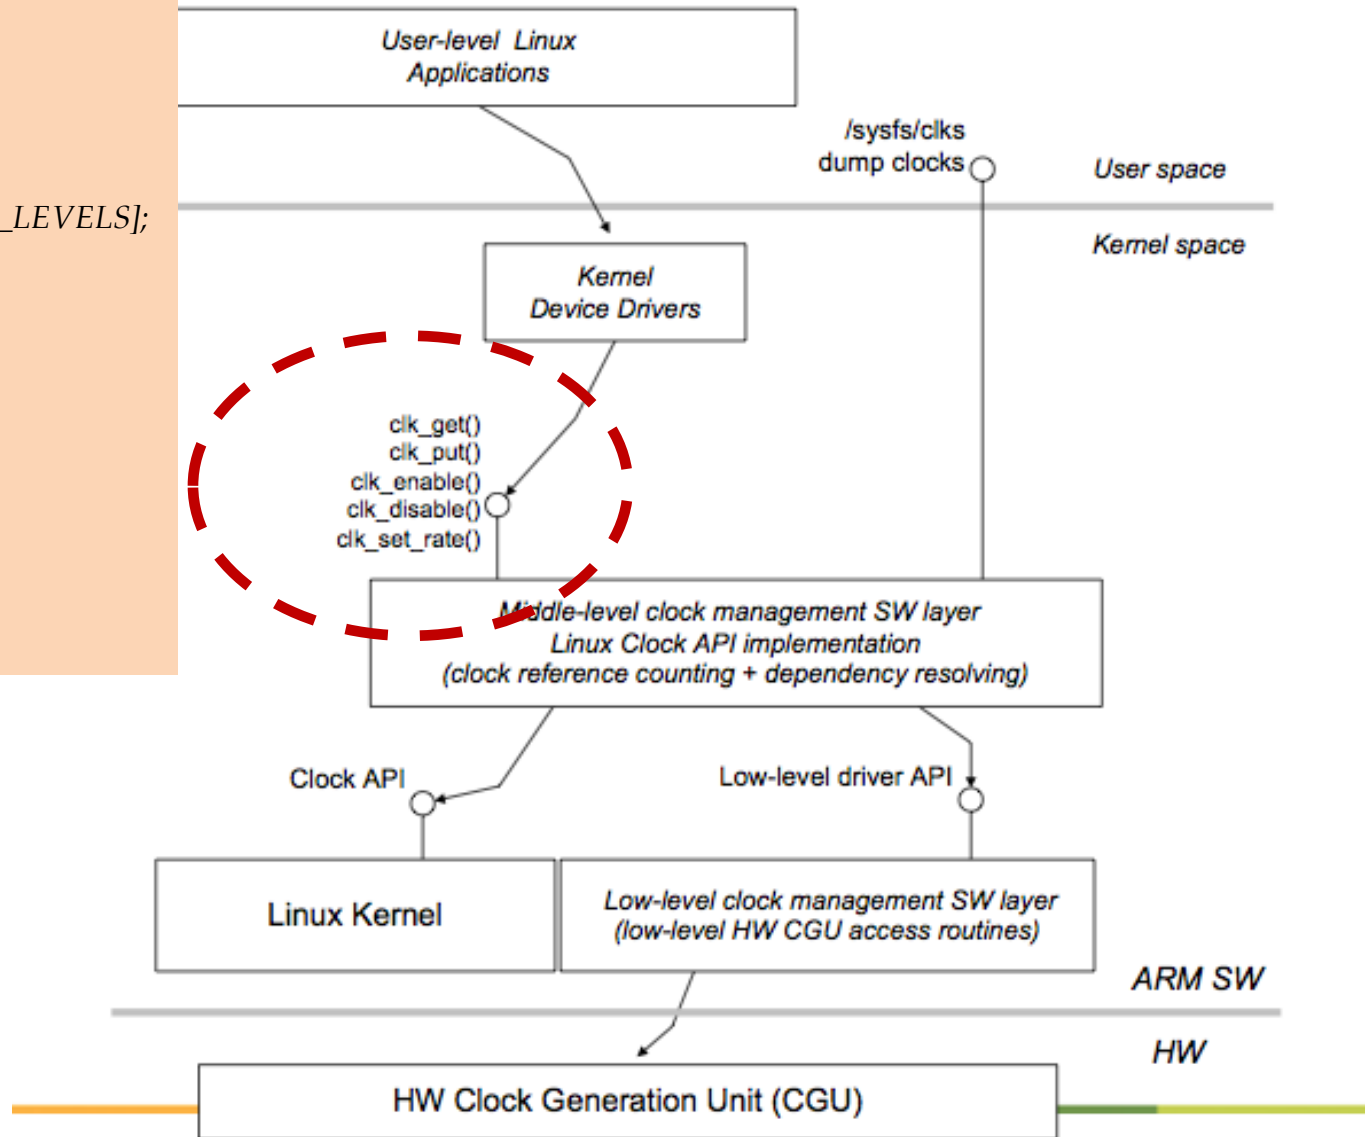 User-level Linux
Applications
/sysfs/clks
dump clocks
User space
_LEVELS];
Kernel space
Kernel
Device Drivers
clk_get()
clk_put()
clk_enable()
clk_disable()
clk_set_rate()
Middle-level clock management SW layer
Linux Clock API implementation
(clock reference counting + dependency resolving)
Clock API
Low-level driver API
Linux Kernel
Low-level clock management SW layer
(low-level HW CGU access routines)
ARM SW
HW
HW Clock Generation Unit (CGU)